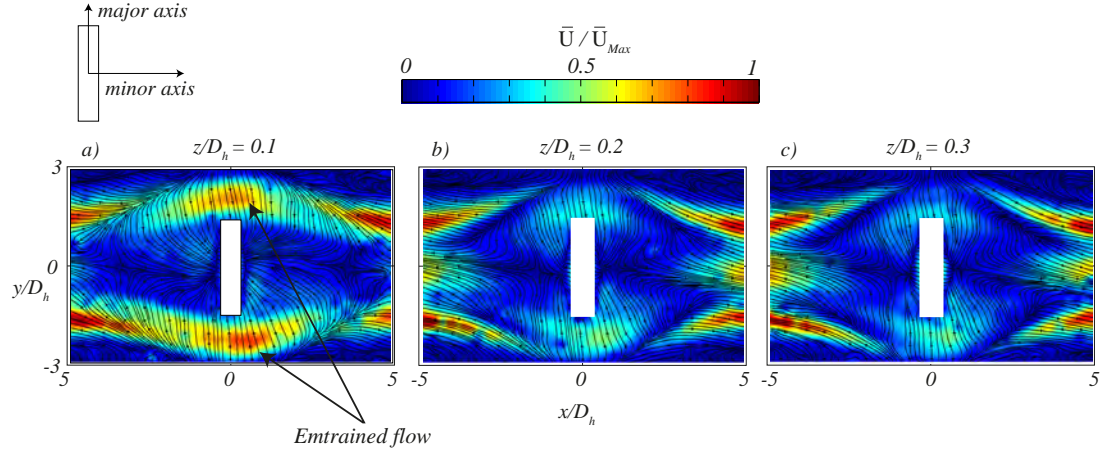 major axis
minor axis
Ū / Ū_Max
0 0.5 1
a) z/D_h = 0.1
b) z/D_h = 0.2
c) z/D_h = 0.3
3
0
-3
y/D_h
5 0 5
-5 0 5
-5 0 5
x/D_h
Emtrained flow